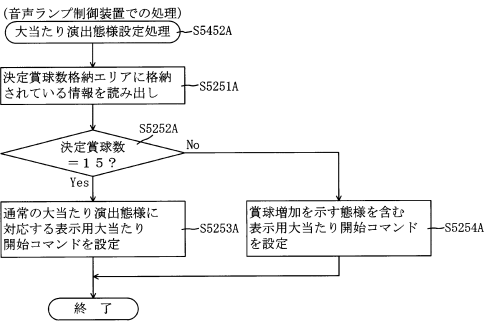 (音声ランプ制御装置での処理)
大当たり演出態様設定処理
S5452A
決定賞球数格納エリアに格納
されている情報を読み出し
S5251A
S5252A
決定賞球数
=15?
No
Yes
通常の大当たり演出態様に
対応する表示用大当たり
開始コマンドを設定
S5253A
賞球増加を示す態様を含む
表示用大当たり開始コマンド
を設定
S5254A
終 了